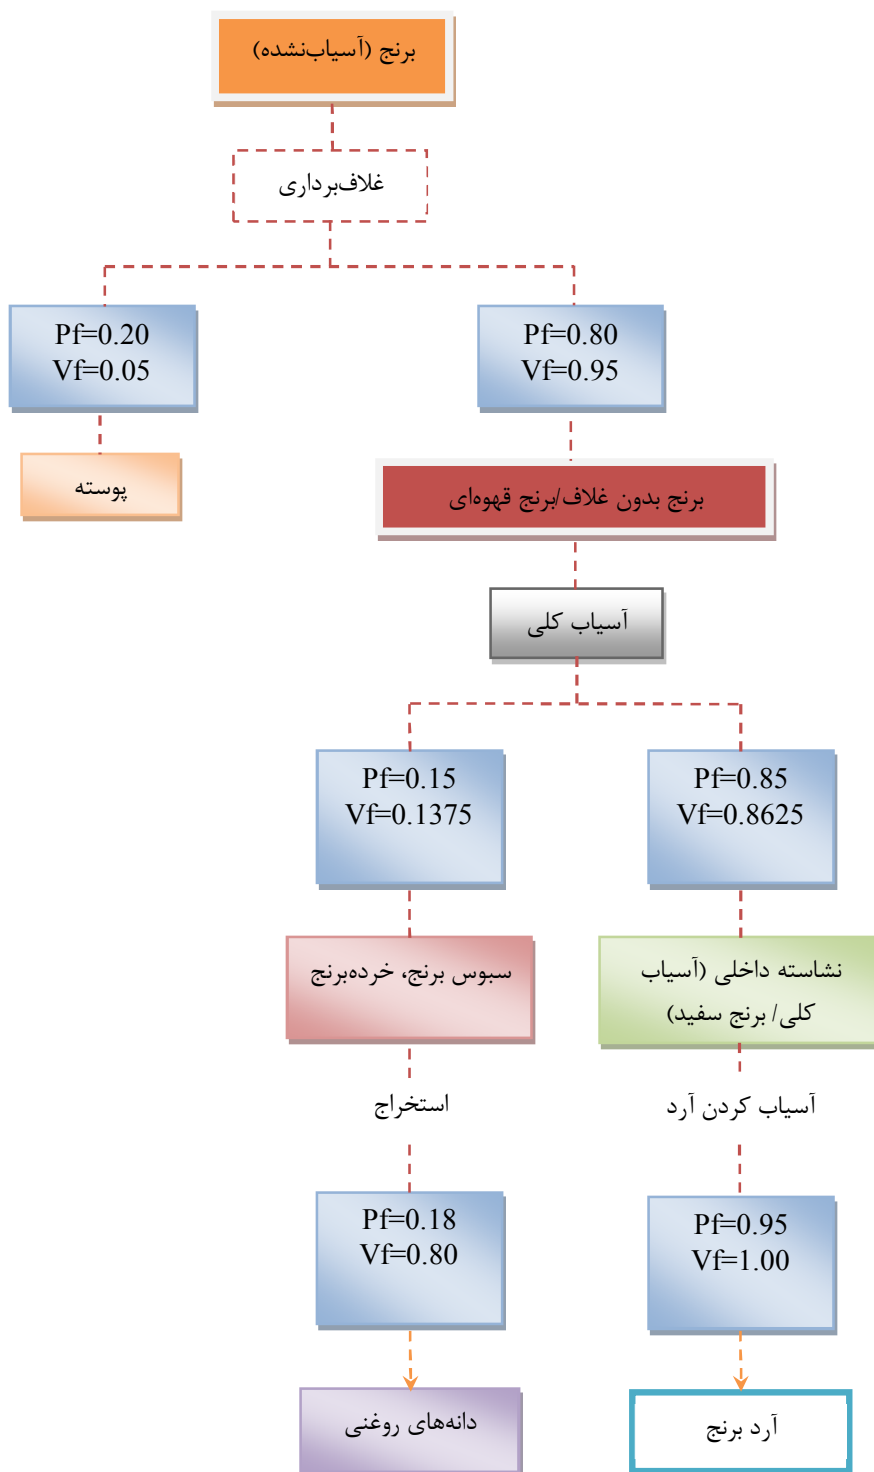 برنج (آسیاب‌نشده)
غلاف‌برداری
Pf=0.20
Vf=0.05
Pf=0.80
Vf=0.95
پوسته
برنج بدون غلاف/برنج قهوه‌ای
آسیاب کلی
Pf=0.15
Vf=0.1375
Pf=0.85
Vf=0.8625
سبوس برنج، خرده‌برنج
نشاسته داخلی (آسیاب
کلی/ برنج سفید)
استخراج
آسیاب کردن آرد
Pf=0.18
Vf=0.80
Pf=0.95
Vf=1.00
دانه‌های روغنی
آرد برنج